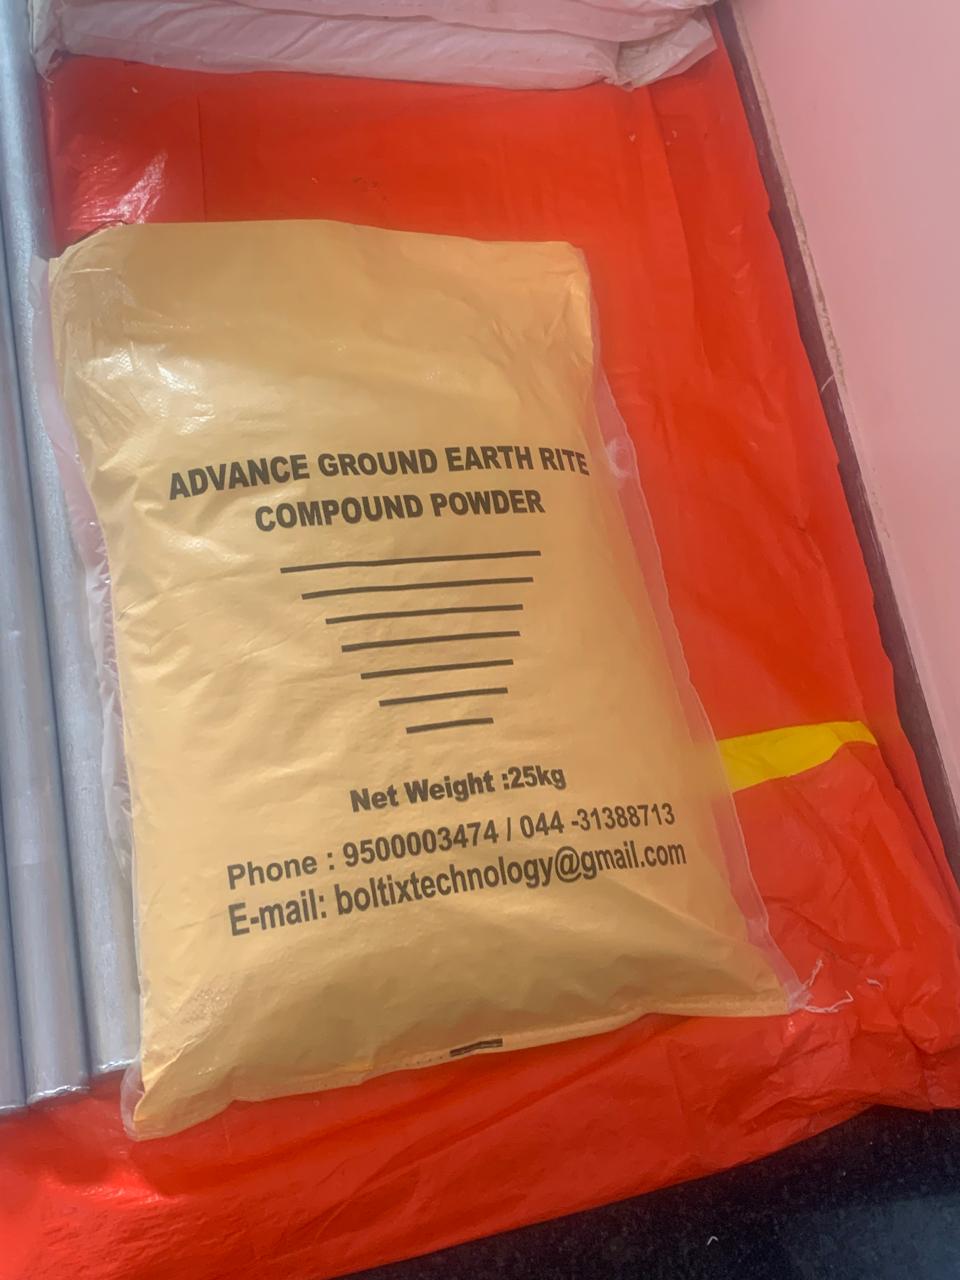 ADVANCE GROUND EARTH RITE
COMPOUND POWDER
Net Weight :25kg
Phone : 9500003474 / 044 -31388713
E-mail: boltixtechnology@gmail.com